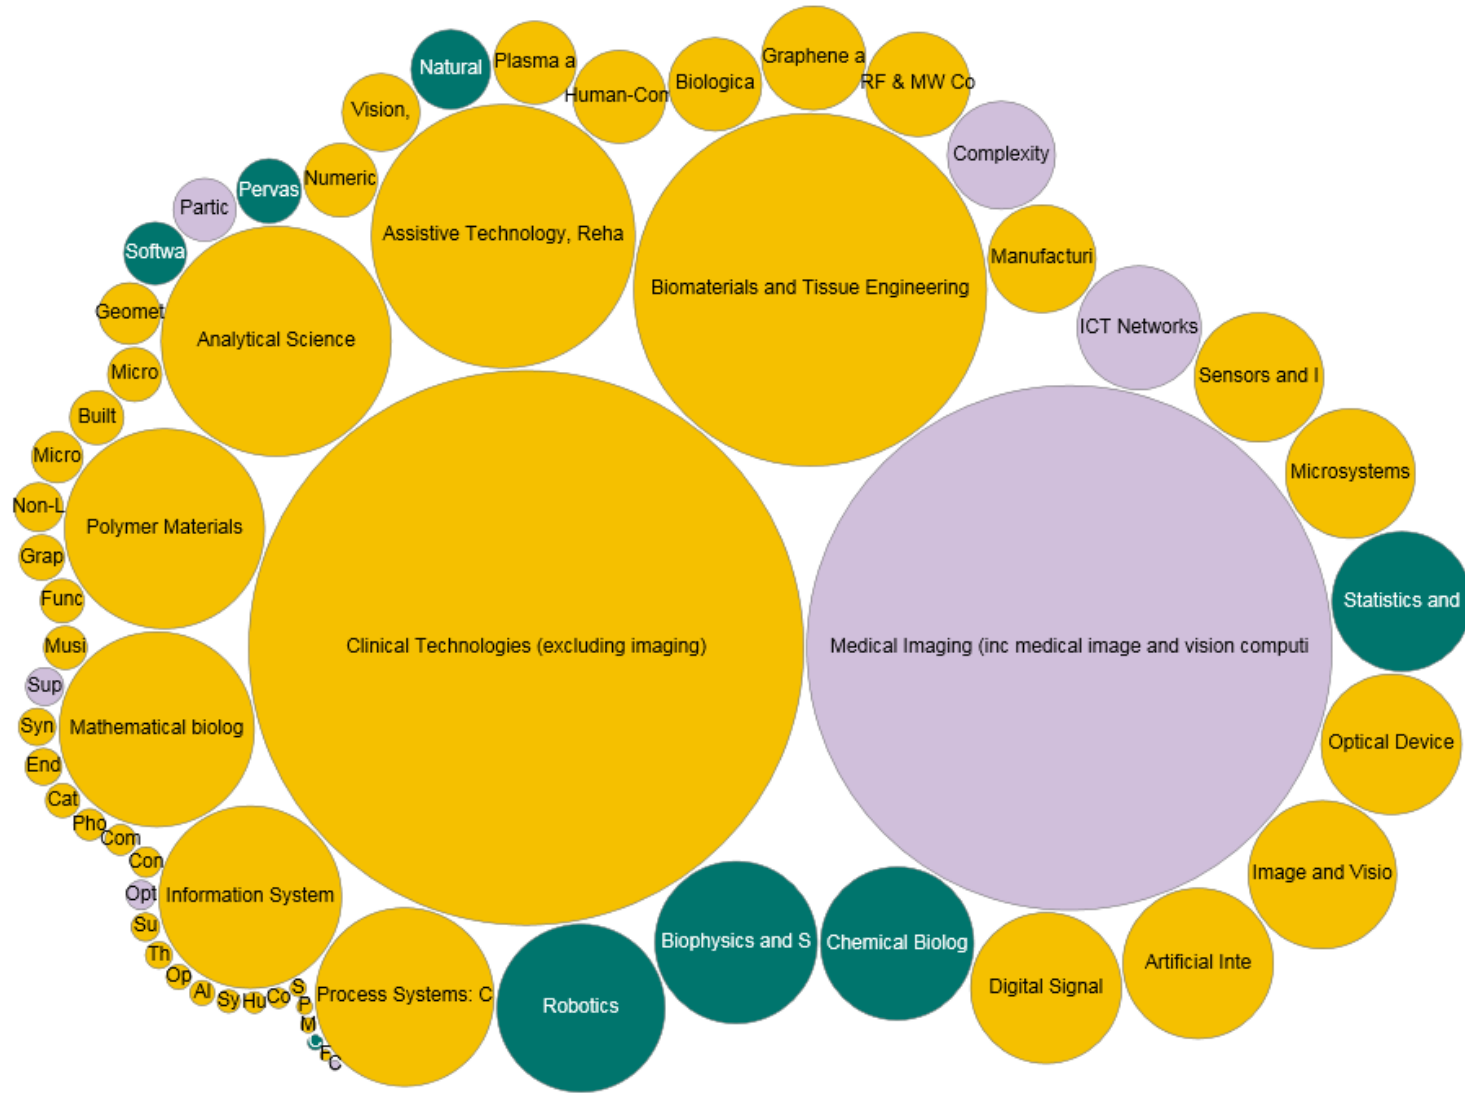 Natural
Plasma a
Human-Con
Biologica
Graphene a
RF & MW Co
Vision,
Complexity
Numeric
Pervas
Partic
Softwa
Assistive Technology, Reha
Manufacturi
Biomaterials and Tissue Engineering
Geomet
Analytical Science
ICT Networks
Micro
Sensors and I
Built
Micro
Microsystems
Non-L
Polymer Materials
Grap
Func
Statistics and
Musi
Clinical Technologies (excluding imaging)
Medical Imaging (inc medical image and vision computi
Sup
Syn
Mathematical biolog
Optical Device
End
Cat
Pho
Com
Con
Image and Visio
Opt
Information System
Su
Biophysics and S
Chemical Biolog
Th
Artificial Inte
Op
Al
Sy
Hu
Co
S
Process Systems: C
Digital Signal
P
Robotics
M
C
F
C